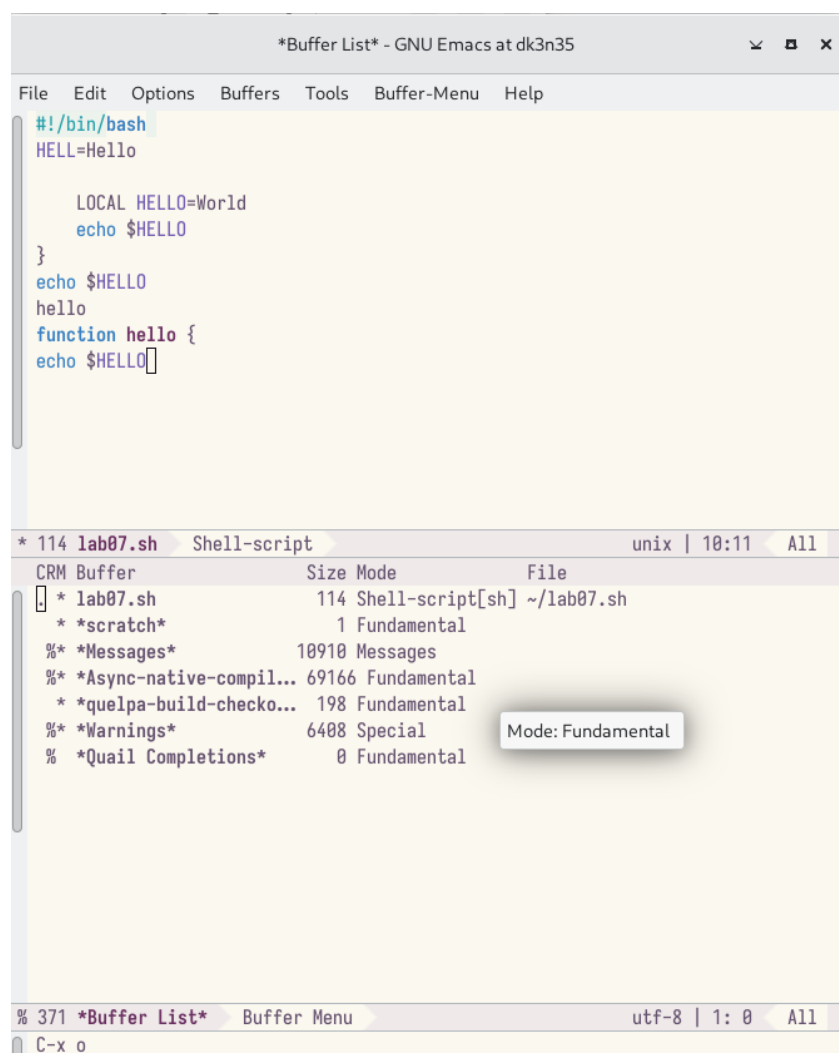 *Buffer List* - GNU Emacs at dk3n35
File Edit Options Buffers Tools Buffer-Menu Help
#!/bin/bash
HELL=Hello
LOCAL HELLO=World
echo $HELLO
}
echo $HELLO
hello
function hello {
echo $HELLO
* 114 lab07.sh Shell-script unix | 10:11 All
CRM Buffer Size Mode File
. * lab07.sh 114 Shell-script[sh] ~/lab07.sh
* *scratch* 1 Fundamental
%* *Messages* 10910 Messages
%* *Async-native-compil... 69166 Fundamental
* *quelpa-build-checko... 198 Fundamental
%* *Warnings* 6408 Special
Mode: Fundamental
% *Quail Completions* 0 Fundamental
% 371 *Buffer List* Buffer Menu utf-8 | 1: 0 All
C-x o